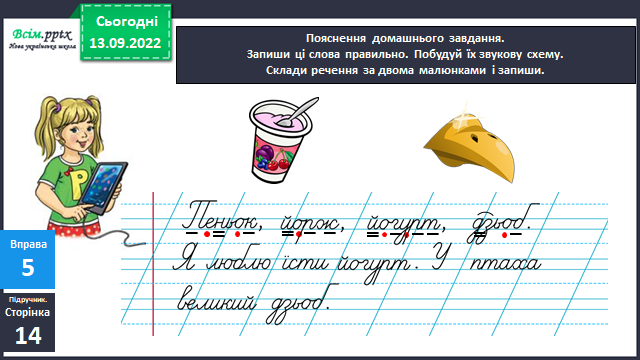 Всім.pptx
Нова українська школа
Сьогодні
13.09.2022
Пояснення домашнього завдання.
Запиши ці слова правильно. Побудуй їх звукову схему.
Склади речення за двома малюнками і запиши.
P
Пеньок, йорж, йогурт, дзьоб.
Я люблю їсти йогурт. У птаха
великий дзьоб.
Вправа
5
Підручник.
Сторінка
14